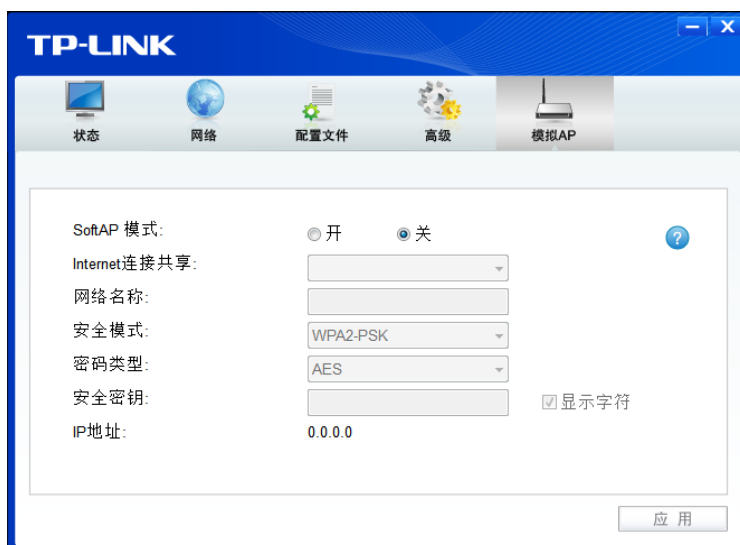 TP-LINK
状态 网络 配置文件 高级 模拟AP
SoftAP 模式: 开 关
Internet连接共享:
网络名称:
安全模式: WPA2-PSK
密码类型: AES
安全密钥: 显示字符
IP地址: 0.0.0.0
应 用